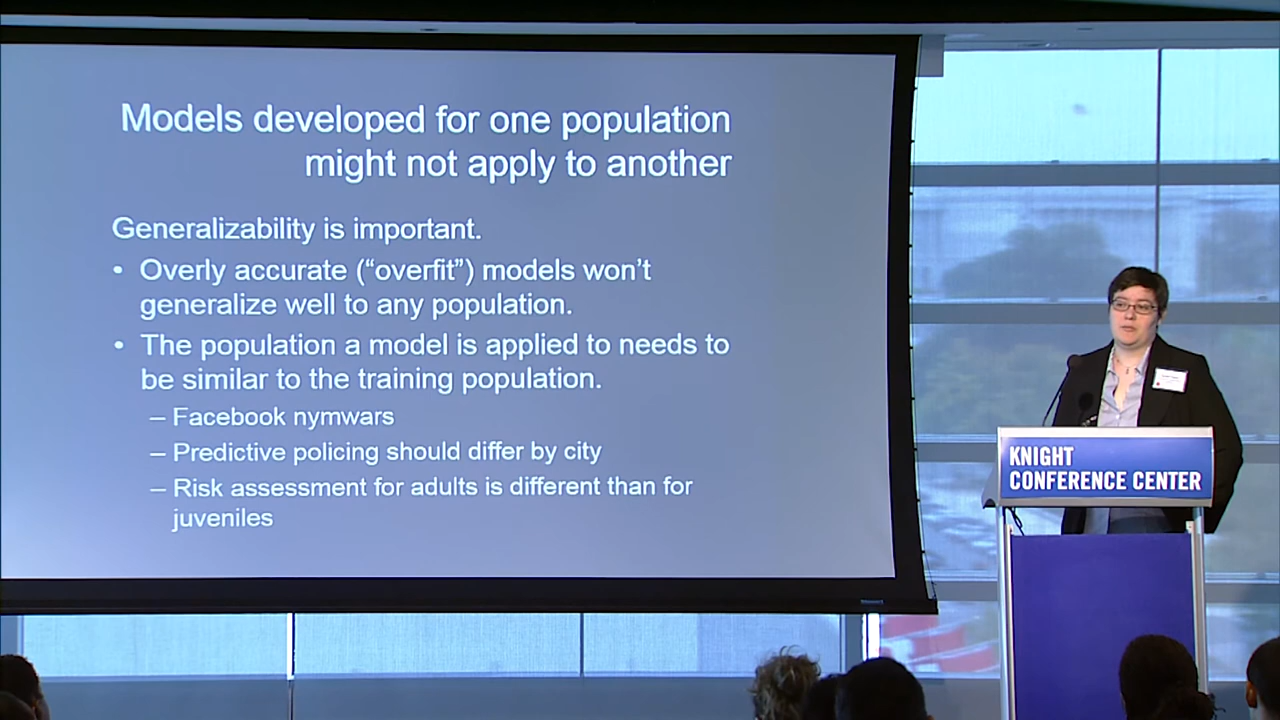 Models developed for one population
might not apply to another
Generalizability is important.
• Overly accurate (“overfit”) models won’t
generalize well to any population.
• The population a model is applied to needs to
be similar to the training population.
– Facebook nymwars
– Predictive policing should differ by city
– Risk assessment for adults is different than for
juveniles
KNIGHT
CONFERENCE CENTER